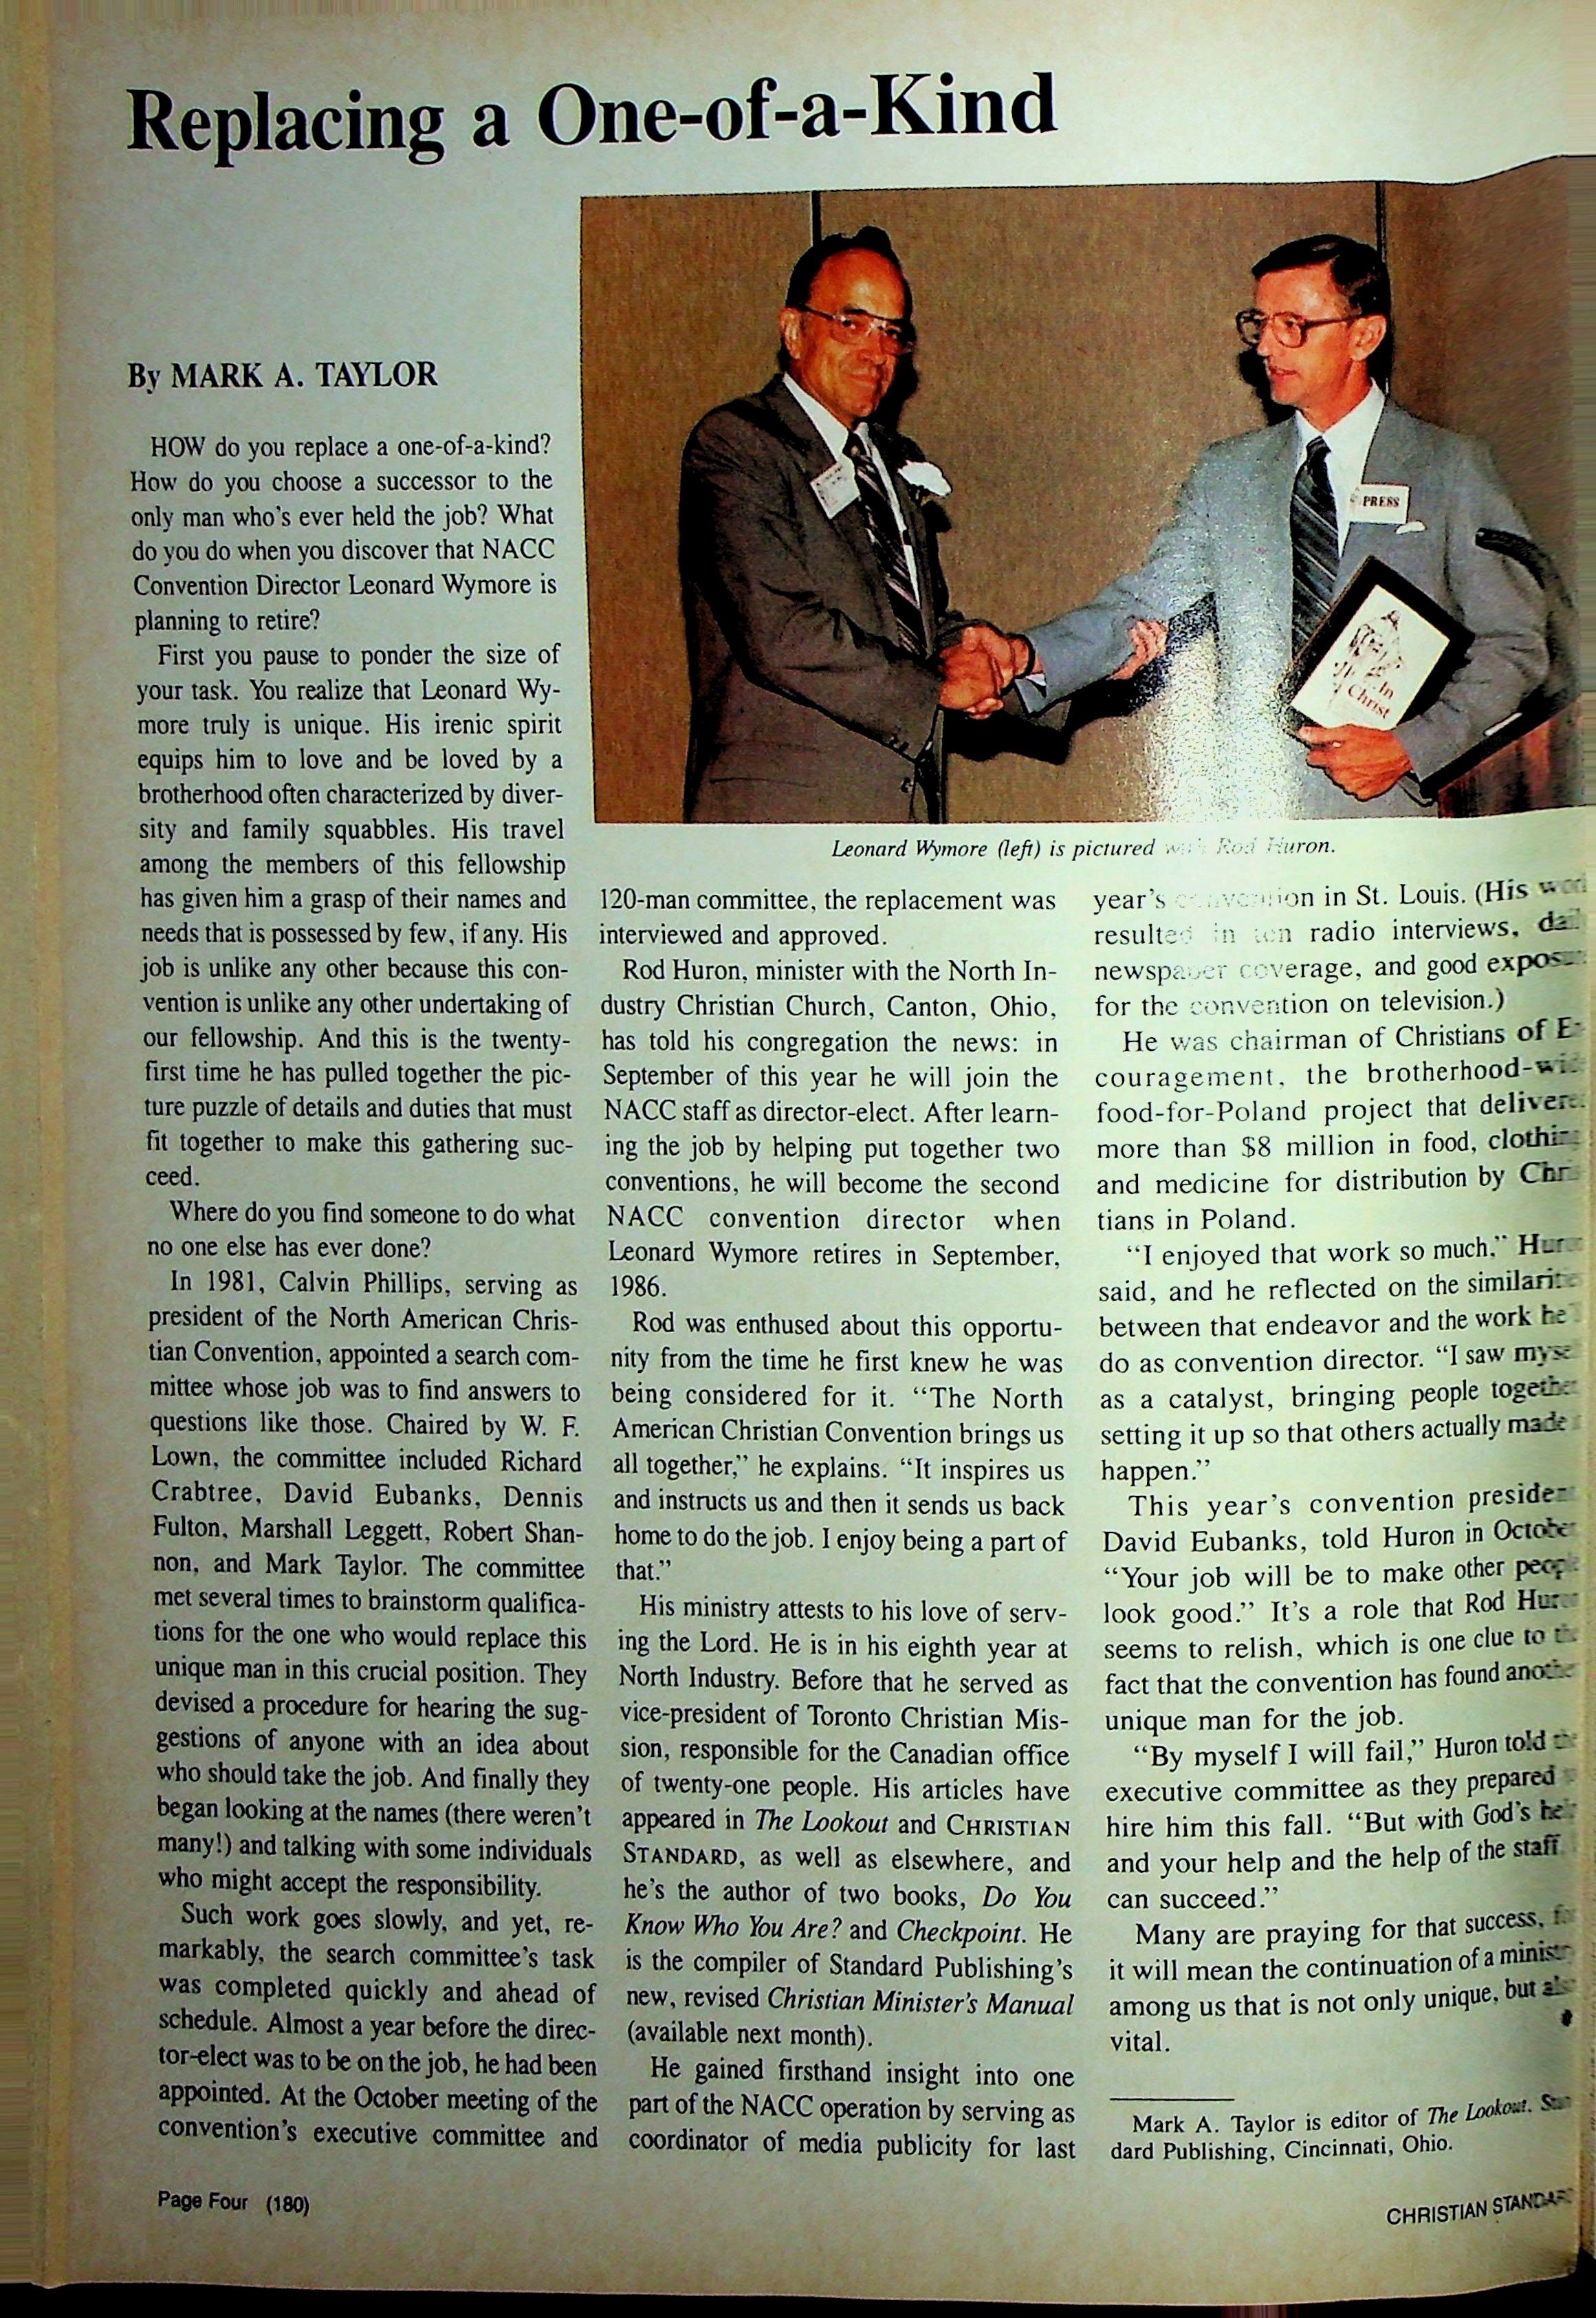 Replacing a One-of-a-Kind
By MARK A. TAYLOR
HOW do you replace a one-of-a-kind?
How do you choose a successor to the
only man who's ever held the job? What
do you do when you discover that NACC
Convention Director Leonard Wymore is
planning to retire?
First you pause to ponder the size of
your task. You realize that Leonard Wy-
more truly is unique. His irenic spirit
equips him to love and be loved by a
brotherhood often characterized by diver-
sity and family squabbles. His travel
among the members of this fellowship
has given him a grasp of their names and
needs that is possessed by few, if any. His
job is unlike any other because this con-
vention is unlike any other undertaking of
our fellowship. And this is the twenty-
first time he has pulled together the pic-
ture puzzle of details and duties that must
fit together to make this gathering suc-
ceed.
Where do you find someone to do what
no one else has ever done?
In 1981, Calvin Phillips, serving as
president of the North American Chris-
tian Convention, appointed a search com-
mittee whose job was to find answers to
questions like those. Chaired by W. F.
Lown, the committee included Richard
Crabtree, David Eubanks, Dennis
Fulton, Marshall Leggett, Robert Shan-
non, and Mark Taylor. The committee
met several times to brainstorm qualifica-
tions for the one who would replace this
unique man in this crucial position. They
devised a procedure for hearing the sug-
gestions of anyone with an idea about
who should take the job. And finally they
began looking at the names (there weren't
many!) and talking with some individuals
who might accept the responsibility.
Such work goes slowly, and yet, re-
markably, the search committee's task
was completed quickly and ahead of
schedule. Almost a year before the direc-
tor-elect was to be on the job, he had been
appointed. At the October meeting of the
convention's executive committee and
PRESS
In
Christ
Leonard Wymore (left) is pictured with Rod Huron.
120-man committee, the replacement was
interviewed and approved.
Rod Huron, minister with the North In-
dustry Christian Church, Canton, Ohio,
has told his congregation the news: in
September of this year he will join the
NACC staff as director-elect. After learn-
ing the job by helping put together two
conventions, he will become the second
NACC convention director when
Leonard Wymore retires in September,
1986.
Rod was enthused about this opportu-
nity from the time he first knew he was
being considered for it. "The North
American Christian Convention brings us
all together," he explains. "It inspires us
and instructs us and then it sends us back
home to do the job. I enjoy being a part of
that."
His ministry attests to his love of serv-
ing the Lord. He is in his eighth year at
North Industry. Before that he served as
vice-president of Toronto Christian Mis-
sion, responsible for the Canadian office
of twenty-one people. His articles have
appeared in The Lookout and CHRISTIAN
STANDARD, as well as elsewhere, and
he's the author of two books, Do You
Know Who You Are? and Checkpoint. He
is the compiler of Standard Publishing's
new, revised Christian Minister's Manual
(available next month).
He gained firsthand insight into one
part of the NACC operation by serving as
coordinator of media publicity for last
year's convention in St. Louis. (His
resulted in ten radio interviews,
newspaper coverage, and good
for the convention on television.)
He was chairman of Christians of
couragement, the brotherhood-
food-for-Poland project that
more than $8 million in food,
and medicine for distribution by
tians in Poland.
"I enjoyed that work so much,"
said, and he reflected on the
between that endeavor and the work
do as convention director. "I saw
as a catalyst, bringing people
setting it up so that others actually made
happen."
This year's convention
David Eubanks, told Huron in
"Your job will be to make other
look good." It's a role that Rod
seems to relish, which is one clue to
fact that the convention has found
unique man for the job.
"By myself I will fail," Huron told
executive committee as they prepared
hire him this fall. "But with God's
and your help and the help of the staff
can succeed."
Many are praying for that success,
it will mean the continuation of a
among us that is not only unique, but
vital.
Mark A. Taylor is editor of The Lookout,
dard Publishing, Cincinnati, Ohio.
Page Four (180)
CHRISTIAN STANDARD